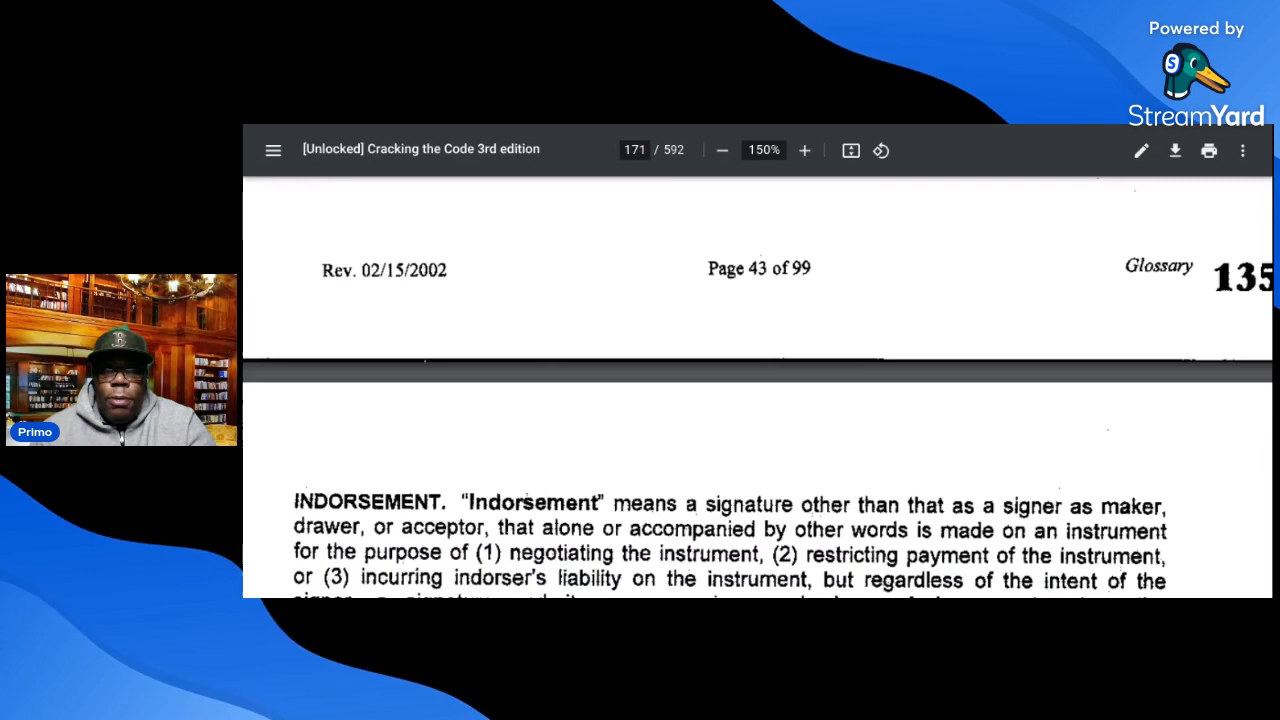 Powered by
StreamYard
[Unlocked] Cracking the Code 3rd edition
171 / 592
150%
Rev. 02/15/2002
Page 43 of 99
Glossary
135
INDORSEMENT. "Indorsement" means a signature other than that as a signer as maker,
drawer, or acceptor, that alone or accompanied by other words is made on an instrument
for the purpose of (1) negotiating the instrument, (2) restricting payment of the instrument,
or (3) incurring indorser's liability on the instrument, but regardless of the intent of the
Primo